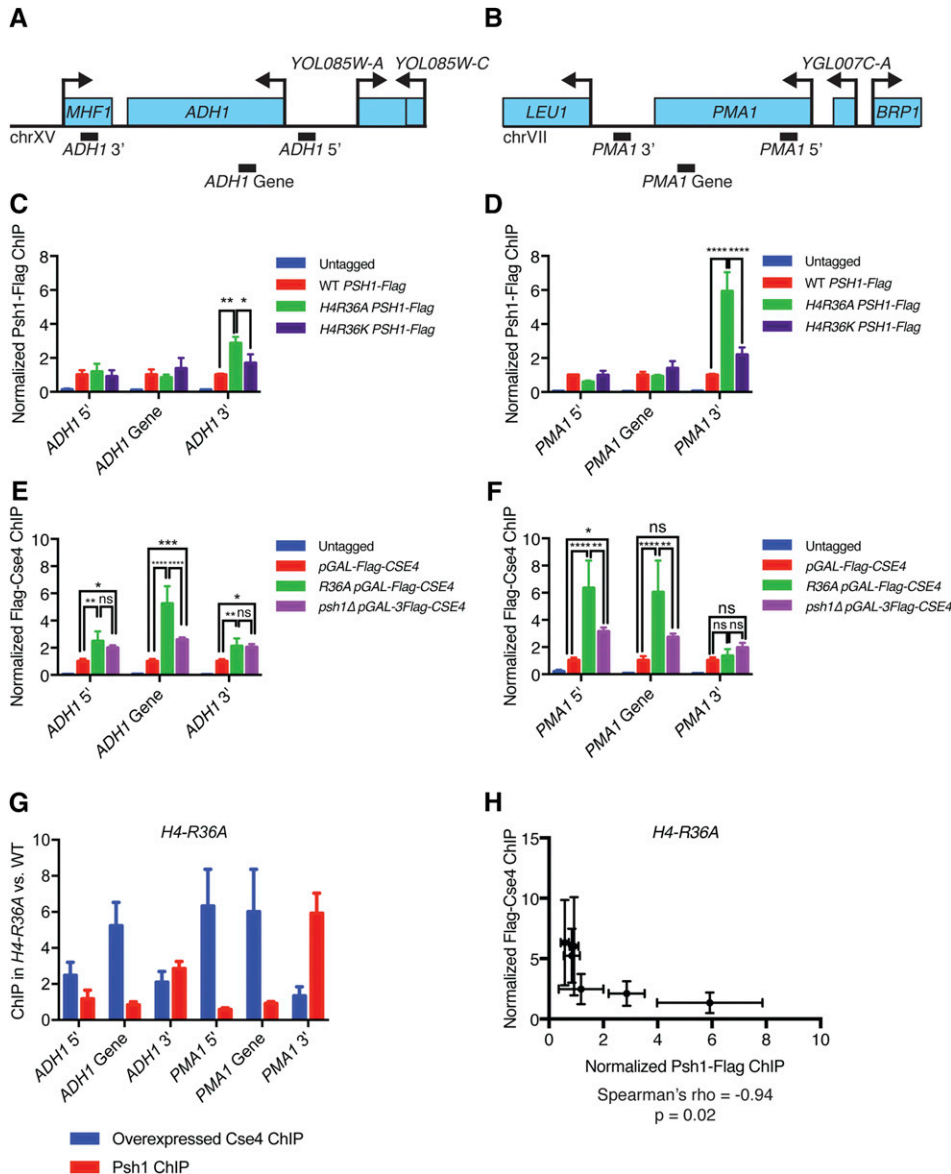 A
YOL085W-A YOL085W-C
MHF1 ADH1
chrXV
ADH1 3' ADH1 5'
ADH1 Gene
B
YGL007C-A
LEU1 PMA1 BRP1
chrVII
PMA1 3' PMA1 5'
PMA1 Gene
C
Normalized Psh1-Flag ChIP
8
6
4
2
0
** *
ADH1 5' ADH1 Gene ADH1 3'
Untagged
WT PSH1-Flag
H4R36A PSH1-Flag
H4R36K PSH1-Flag
D
Normalized Psh1-Flag ChIP
8
6
4
2
0
**** ****
PMA1 5' PMA1 Gene PMA1 3'
Untagged
WT PSH1-Flag
H4R36A PSH1-Flag
H4R36K PSH1-Flag
E
Normalized Flag-Cse4 ChIP
10
8
6
4
2
0
* *** *
** ns **** **** ** ns
ADH1 5' ADH1 Gene ADH1 3'
Untagged
pGAL-Flag-CSE4
R36A pGAL-Flag-CSE4
psh1Δ pGAL-3Flag-CSE4
F
Normalized Flag-Cse4 ChIP
10
8
6
4
2
0
* ns ns
**** ** **** ** ns ns
PMA1 5' PMA1 Gene PMA1 3'
Untagged
pGAL-Flag-CSE4
R36A pGAL-Flag-CSE4
psh1Δ pGAL-3Flag-CSE4
G
H4-R36A
ChIP in H4-R36A vs. WT
10
8
6
4
2
0
ADH1 5' ADH1 Gene ADH1 3' PMA1 5' PMA1 Gene PMA1 3'
Overexpressed Cse4 ChIP
Psh1 ChIP
H
H4-R36A
Normalized Flag-Cse4 ChIP
15
10
5
0
0 2 4 6 8 10
Normalized Psh1-Flag ChIP
Spearman's rho = -0.94
p = 0.02